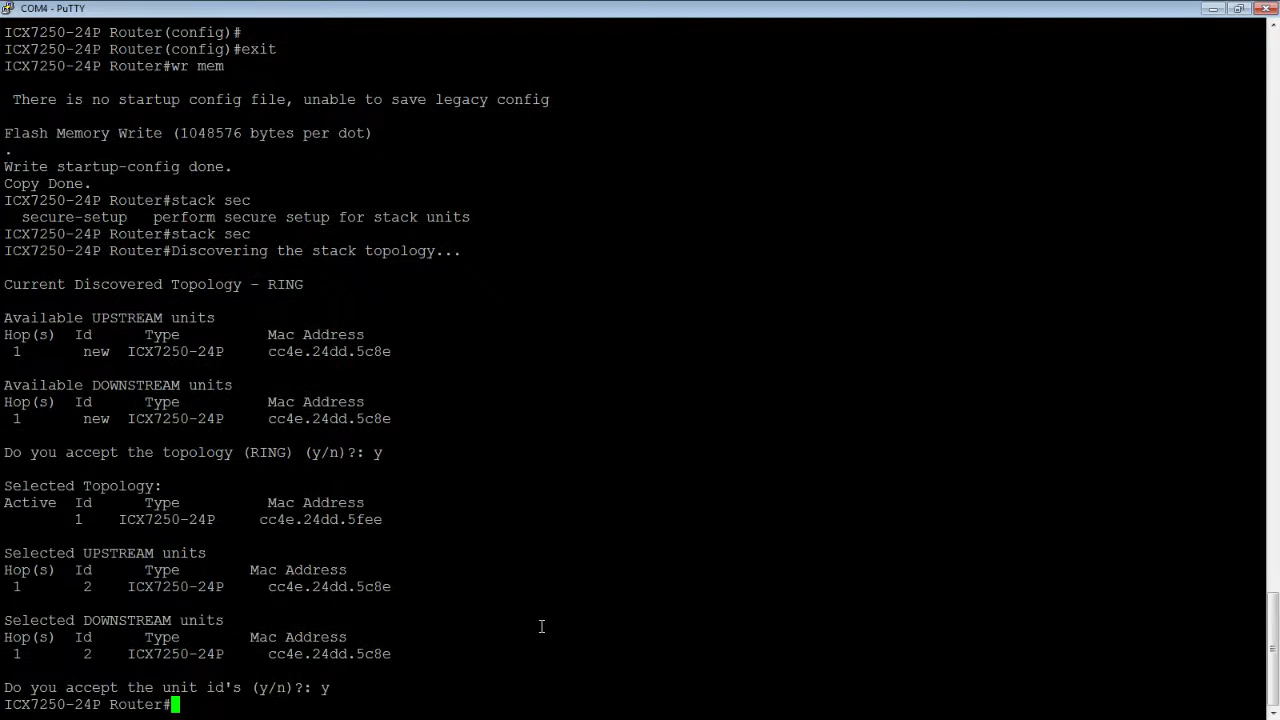 COM4 - PuTTY
ICX7250-24P Router(config)#
ICX7250-24P Router(config)#exit
ICX7250-24P Router#wr mem
There is no startup config file, unable to save legacy config
Flash Memory Write (1048576 bytes per dot)
.
Write startup-config done.
Copy Done.
ICX7250-24P Router#stack sec
secure-setup   perform secure setup for stack units
ICX7250-24P Router#stack sec
ICX7250-24P Router#Discovering the stack topology...
Current Discovered Topology - RING
Available UPSTREAM units
Hop(s)  Id      Type            Mac Address
1       new  ICX7250-24P     cc4e.24dd.5c8e
Available DOWNSTREAM units
Hop(s)  Id      Type            Mac Address
1       new  ICX7250-24P     cc4e.24dd.5c8e
Do you accept the topology (RING) (y/n)?: y
Selected Topology:
Active  Id      Type            Mac Address
1    ICX7250-24P     cc4e.24dd.5fee
Selected UPSTREAM units
Hop(s)  Id      Type          Mac Address
1       2    ICX7250-24P     cc4e.24dd.5c8e
Selected DOWNSTREAM units
Hop(s)  Id      Type          Mac Address
1       2    ICX7250-24P     cc4e.24dd.5c8e
Do you accept the unit id's (y/n)?: y
ICX7250-24P Router#